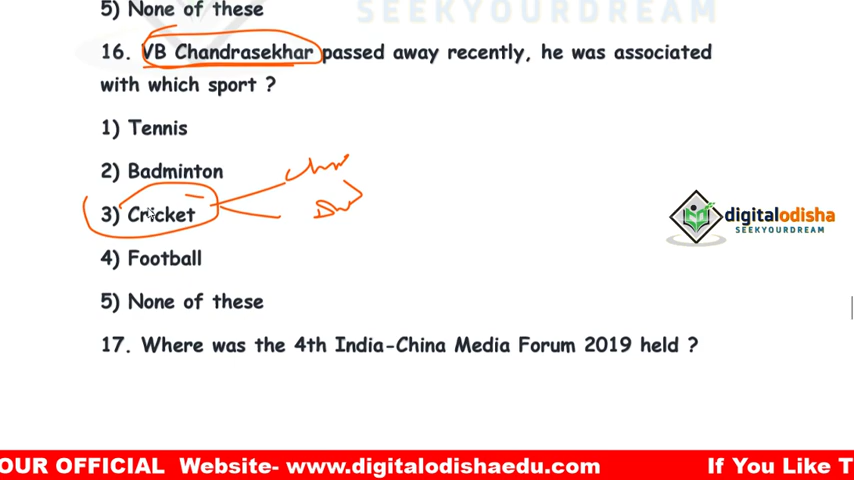 5) None of these
SEEKYOURDREAM
16. VB Chandrasekhar passed away recently, he was associated
with which sport ?
1) Tennis
2) Badminton
3) Cricket
4) Football
5) None of these
digitalodisha
SEEKYOURDREAM
17. Where was the 4th India-China Media Forum 2019 held ?
OUR OFFICIAL Website- www.digitalodishaedu.com If You Like T